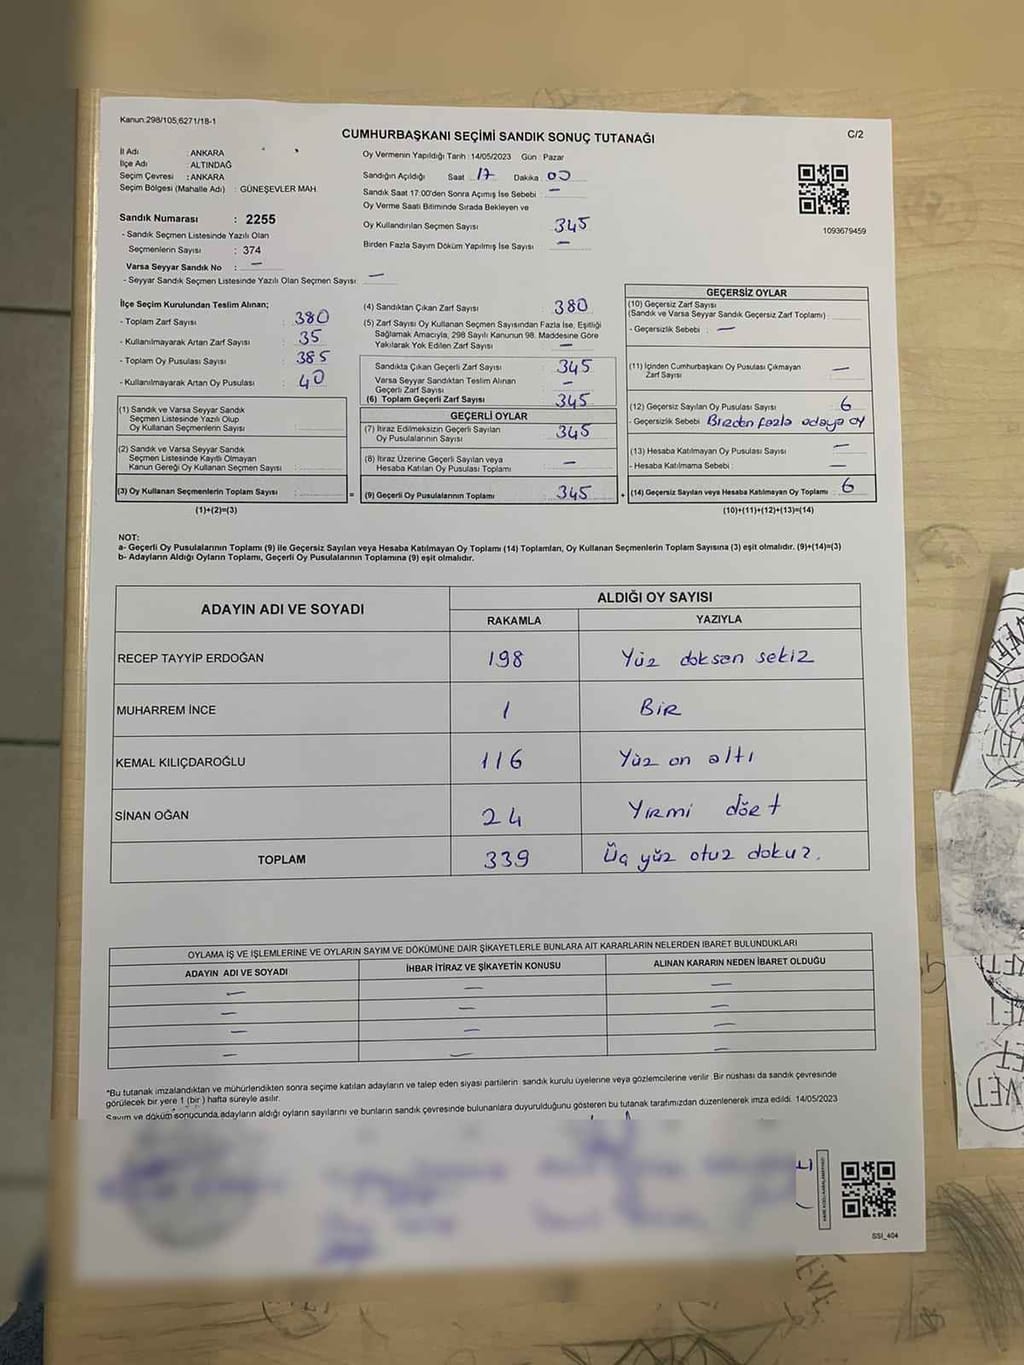 Kanun.298/105,6271/18-1
CUMHURBAŞKANI SEÇİMİ SANDIK SONUÇ TUTANAĞI
C/2
İl Adı : ANKARA
İlçe Adı : ALTINDAĞ
Seçim Çevresi : ANKARA
Seçim Bölgesi (Mahalle Adı) : GÜNEŞEVLER MAH.
Oy Vermenin Yapıldığı Tarih :14/05/2023 Gün : Pazar
Sandığın Açıldığı Saat 17 Dakika 00
Sandık Saat 17:00'den Sonra Açımış İse Sebebi : —
Oy Verme Saati Bitiminde Sırada Bekleyen ve
Oy Kullandırılan Seçmen Sayısı 345
Birden Fazla Sayım Döküm Yapılmış İse Sayısı —
1093679459
Sandık Numarası : 2255
- Sandık Seçmen Listesinde Yazılı Olan
Seçmenlerin Sayısı : 374
Varsa Seyyar Sandık No : —
- Seyyar Sandık Seçmen Listesinde Yazılı Olan Seçmen Sayısı: —
İlçe Seçim Kurulundan Teslim Alınan;
- Toplam Zarf Sayısı : 380
- Kullanılmayarak Artan Zarf Sayısı : 35
- Toplam Oy Pusulası Sayısı : 385
- Kullanılmayarak Artan Oy Pusulası : 40
(1) Sandık ve Varsa Seyyar Sandık
Seçmen Listesinde Yazılı Olup
Oy Kullanan Seçmenlerin Sayısı :
(2) Sandık ve Varsa Seyyar Sandık
Seçmen Listesinde Kayıtlı Olmayan
Kanun Gereği Oy Kullanan Seçmen Sayısı :
(3) Oy Kullanan Seçmenlerin Toplam Sayısı :
(1)+(2)=(3)
(4) Sandıktan Çıkan Zarf Sayısı 380
(5) Zarf Sayısı Oy Kullanan Seçmen Sayısından Fazla İse, Eşitliği
Sağlamak Amacıyla, 298 Sayılı Kanunun 98. Maddesine Göre
Yakılarak Yok Edilen Zarf Sayısı —
Sandıkta Çıkan Geçerli Zarf Sayısı 345
Varsa Seyyar Sandıktan Teslim Alınan
Geçerli Zarf Sayısı —
(6) Toplam Geçerli Zarf Sayısı 345
GEÇERLİ OYLAR
(7) İtiraz Edilmeksizin Geçerli Sayılan
Oy Pusulalarının Sayısı 345
(8) İtiraz Üzerine Geçerli Sayılan veya
Hesaba Katılan Oy Pusulası Toplamı —
= (9) Geçerli Oy Pusulalarının Toplamı 345
GEÇERSİZ OYLAR
(10) Geçersiz Zarf Sayısı
(Sandık ve Varsa Seyyar Sandık Geçersiz Zarf Toplamı) :
- Geçersizlik Sebebi : —
(11) İçinden Cumhurbaşkanı Oy Pusulası Çıkmayan
Zarf Sayısı —
(12) Geçersiz Sayılan Oy Pusulası Sayısı 6
- Geçersizlik Sebebi Birden fazla adaya oy
(13) Hesaba Katılmayan Oy Pusulası Sayısı —
- Hesaba Katılmama Sebebi : —
+ (14) Geçersiz Sayılan veya Hesaba Katılmayan Oy Toplamı 6
(10)+(11)+(12)+(13)=(14)
NOT:
a- Geçerli Oy Pusulalarının Toplamı (9) ile Geçersiz Sayılan veya Hesaba Katılmayan Oy Toplamı (14) Toplamları, Oy Kullanan Seçmenlerin Toplam Sayısına (3) eşit olmalıdır. (9)+(14)=(3)
b- Adayların Aldığı Oyların Toplamı, Geçerli Oy Pusulalarının Toplamına (9) eşit olmalıdır.
ADAYIN ADI VE SOYADI
ALDIĞI OY SAYISI
RAKAMLA YAZIYLA
RECEP TAYYİP ERDOĞAN 198 Yüz doksan sekiz
MUHARREM İNCE 1 Bir
KEMAL KILIÇDAROĞLU 116 Yüz on altı
SİNAN OĞAN 24 Yirmi dört
TOPLAM 339 Üç yüz otuz dokuz.
OYLAMA İŞ VE İŞLEMLERİNE VE OYLARIN SAYIM VE DÖKÜMÜNE DAİR ŞİKAYETLERLE BUNLARA AİT KARARLARIN NELERDEN İBARET BULUNDUKLARI
ADAYIN ADI VE SOYADI İHBAR İTİRAZ VE ŞİKAYETİN KONUSU ALINAN KARARIN NEDEN İBARET OLDUĞU
— — —
— — —
— — —
— — —
*Bu tutanak imzalandıktan ve mühürlendikten sonra seçime katılan adayların ve talep eden siyasi partilerin sandık kurulu üyelerine veya gözlemcilerine verilir. Bir nüshası da sandık çevresinde
görülecek bir yere 1 (bir) hafta süreyle asılır.
Sayım ve döküm sonucunda adayların aldığı oyların sayılarını ve bunların sandık çevresinde bulunanlara duyurulduğunu gösteren bu tutanak tarafımızdan düzenlenerek imza edildi. 14/05/2023
SSI_404
EVET